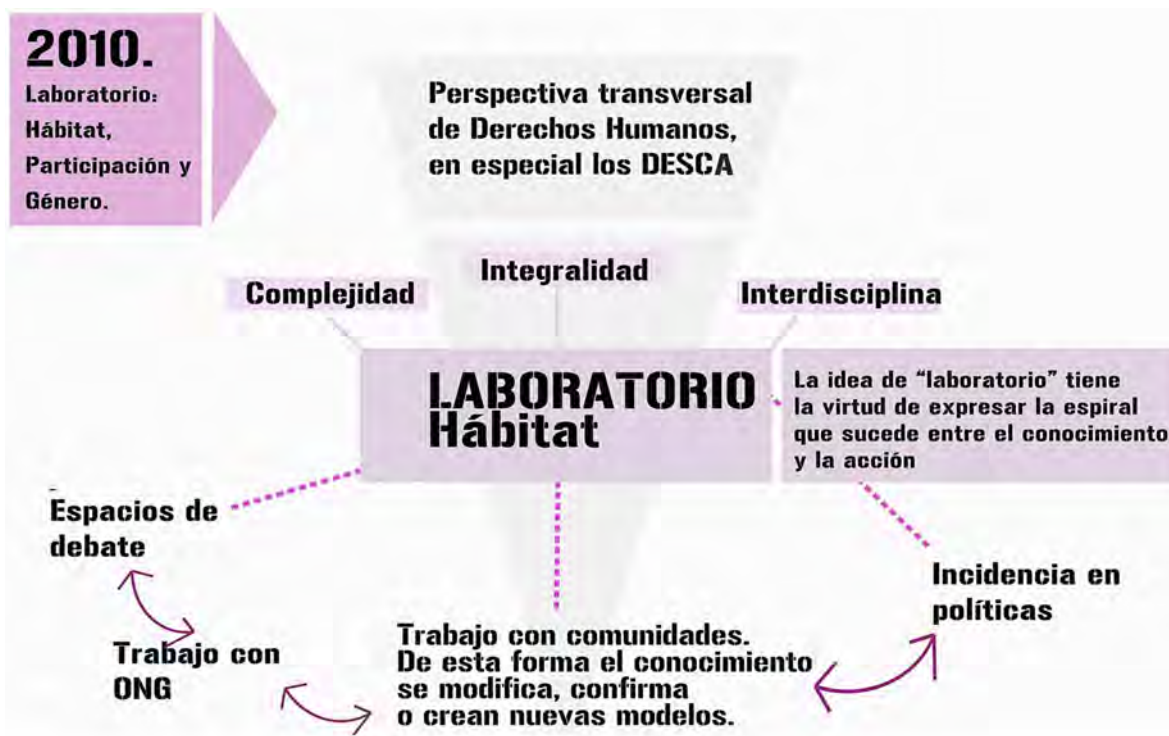 2010.
Laboratorio:
Hábitat,
Participación y
Género.
Perspectiva transversal
de Derechos Humanos,
en especial los DESCA
Complejidad
Integralidad
Interdisciplina
LABORATORIO
Hábitat
La idea de “laboratorio” tiene
la virtud de expresar la espiral
que sucede entre el conocimiento
y la acción
Espacios de
debate
Trabajo con
ONG
Trabajo con comunidades.
De esta forma el conocimiento
se modifica, confirma
o crean nuevas modelos.
Incidencia en
políticas